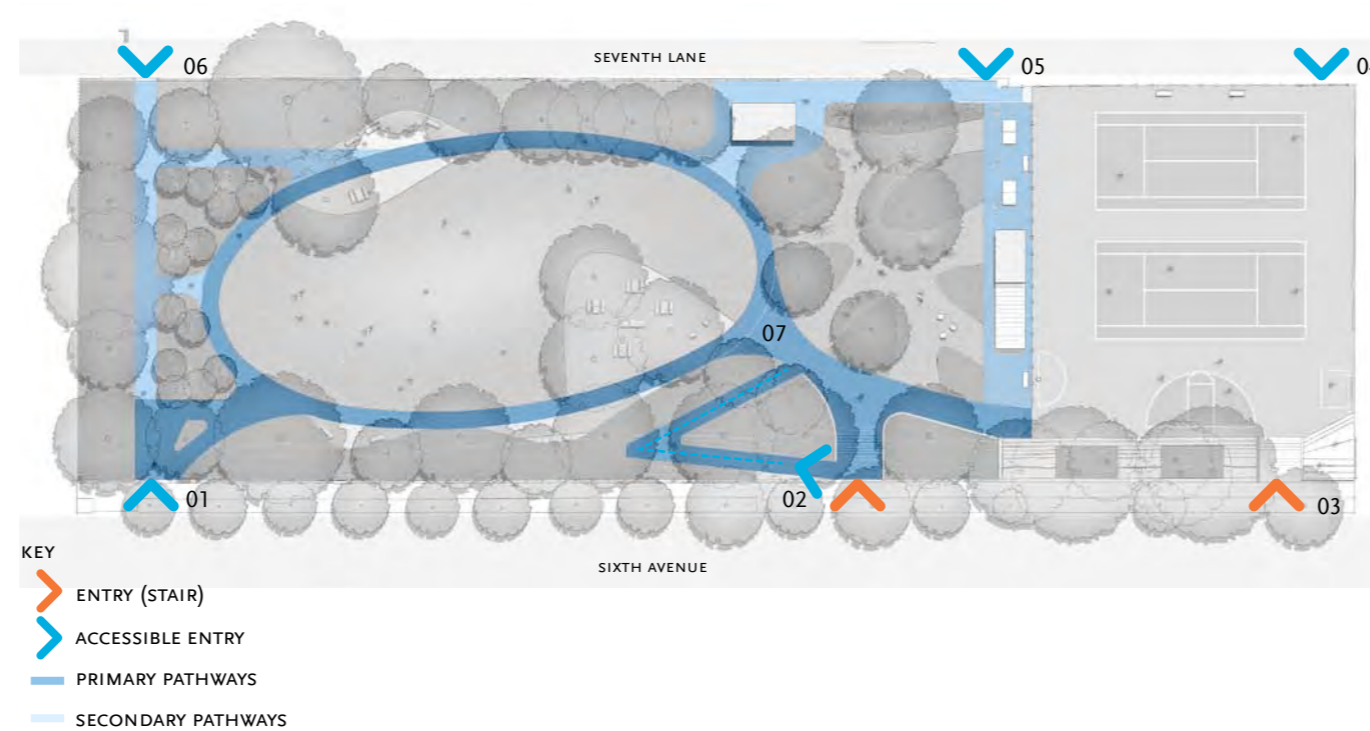 SEVENTH LANE
06
05
07
01
02
03
SIXTH AVENUE
KEY
ENTRY (STAIR)
ACCESSIBLE ENTRY
PRIMARY PATHWAYS
SECONDARY PATHWAYS